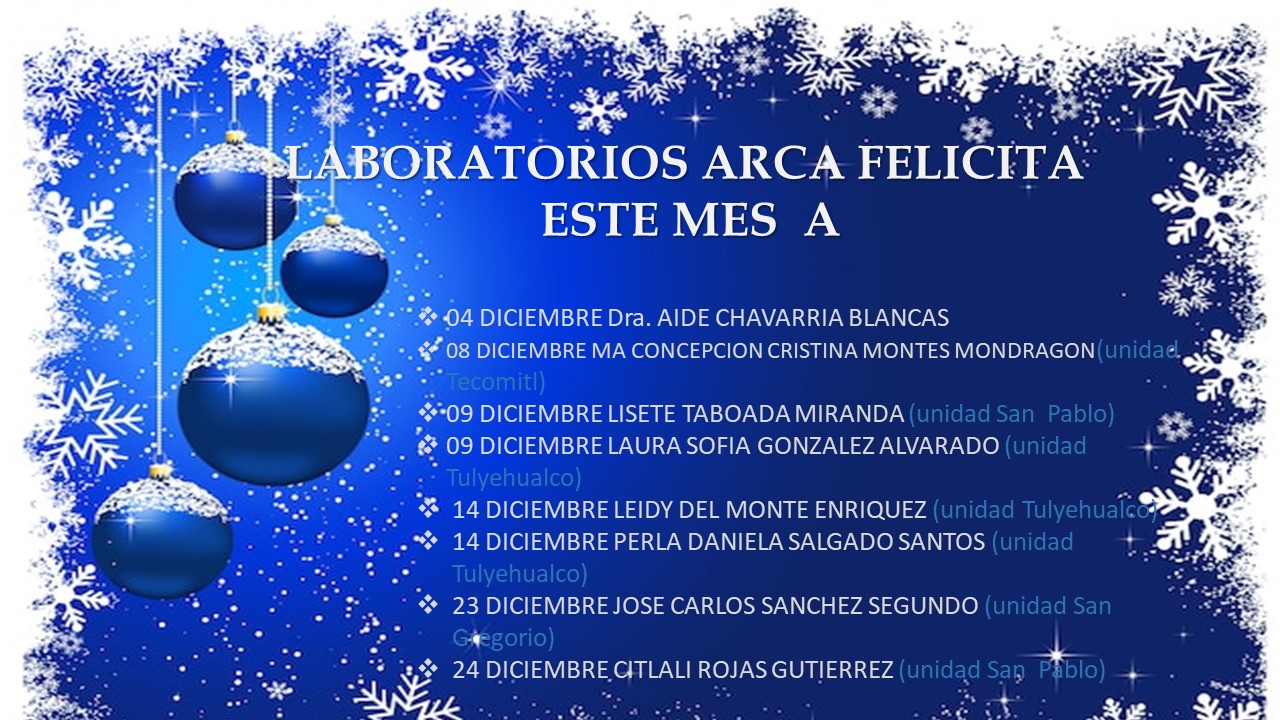 LABORATORIOS ARCA FELICITA
ESTE MES A
❖ 04 DICIEMBRE Dra. AIDE CHAVARRIA BLANCAS
❖ 08 DICIEMBRE MA CONCEPCION CRISTINA MONTES MONDRAGON(unidad
Tecomitl)
❖ 09 DICIEMBRE LISETE TABOADA MIRANDA (unidad San Pablo)
❖ 09 DICIEMBRE LAURA SOFIA GONZALEZ ALVARADO (unidad
Tulyehualco)
❖ 14 DICIEMBRE LEIDY DEL MONTE ENRIQUEZ (unidad Tulyehualco)
❖ 14 DICIEMBRE PERLA DANIELA SALGADO SANTOS (unidad
Tulyehualco)
❖ 23 DICIEMBRE JOSE CARLOS SANCHEZ SEGUNDO (unidad San
Gregorio)
❖ 24 DICIEMBRE CITLALI ROJAS GUTIERREZ (unidad San Pablo)